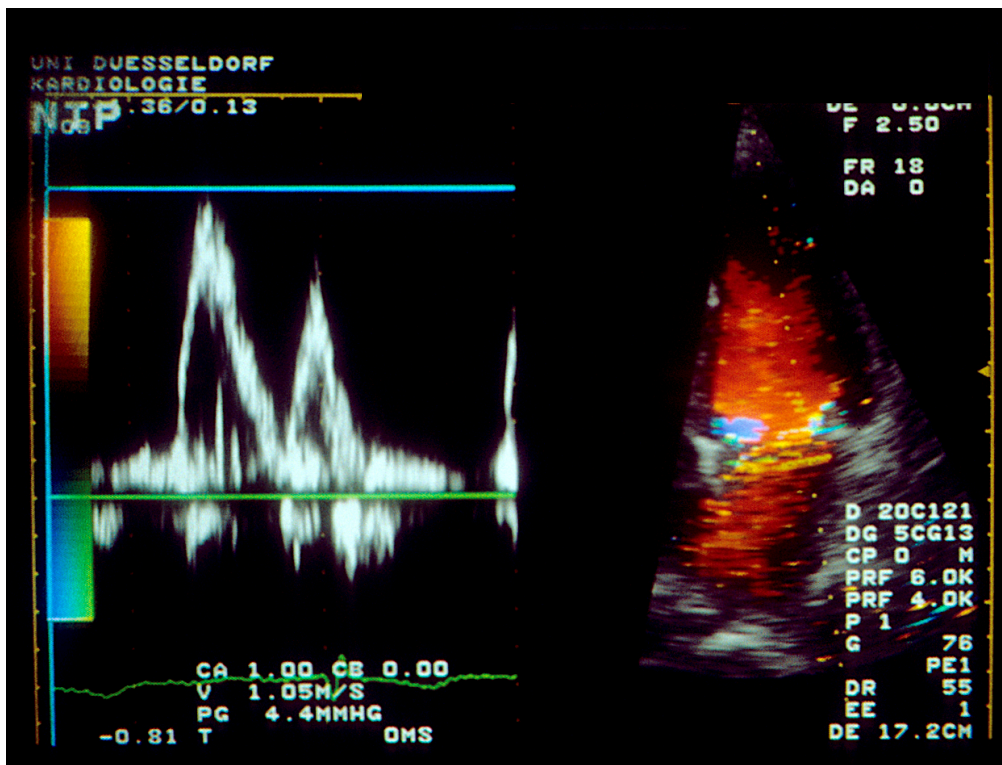 UNI DUESSELDORF
KARDIOLOGIE
NIP .36/0.13
F 2.50
FR 18
DA 0
D 20C121
DG 5CG13
CP 0 M
PRF 6.0K
PRF 4.0K
P 1
G 76
PE1
DR 55
EE 1
DE 17.2CM
CA 1.00 CB 0.00
V 1.05M/S
PG 4.4MMHG
-0.81 T 0MS